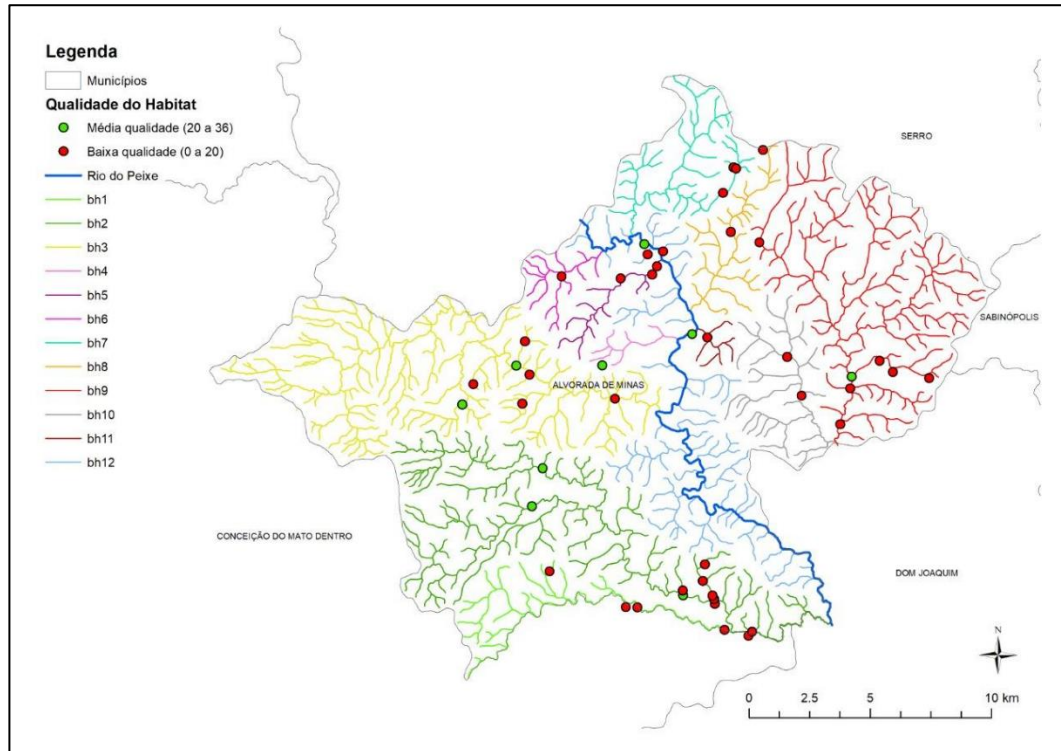 Legenda
Municípios
Qualidade do Habitat
Média qualidade (20 a 36)
Baixa qualidade (0 a 20)
Rio do Peixe
bh1
bh2
bh3
bh4
bh5
bh6
bh7
bh8
bh9
bh10
bh11
bh12
SERRO
SABINÓPOLIS
ALVORADA DE MINAS
CONCEIÇÃO DO MATO DENTRO
DOM JOAQUIM
N
0 2.5 5 10 km